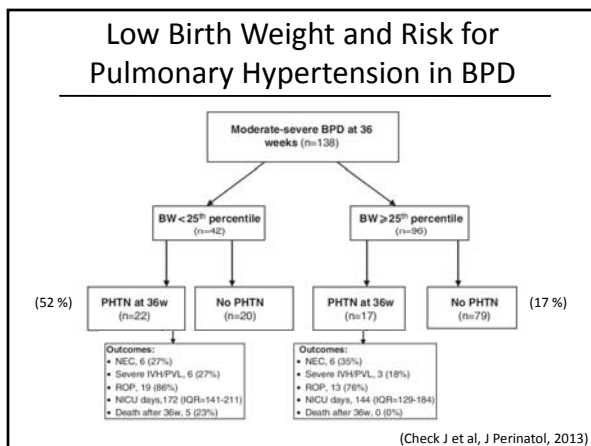 Low Birth Weight and Risk for
Pulmonary Hypertension in BPD
Moderate-severe BPD at 36
weeks (n=138)
BW<25th percentile
(n=42)
BW≥25th percentile
(n=96)
(52 %)
PHTN at 36w
(n=22)
No PHTN
(n=20)
PHTN at 36w
(n=17)
No PHTN
(n=79)
(17 %)
Outcomes:
• NEC, 6 (27%)
• Severe IVH/PVL, 6 (27%)
• ROP, 19 (86%)
• NICU days,172 (IQR=141-211)
• Death after 36w, 5 (23%)
Outcomes:
• NEC, 6 (35%)
• Severe IVH/PVL, 3 (18%)
• ROP, 13 (76%)
• NICU days, 144 (IQR=129-184)
• Death after 36w, 0 (0%)
(Check J et al, J Perinatol, 2013)